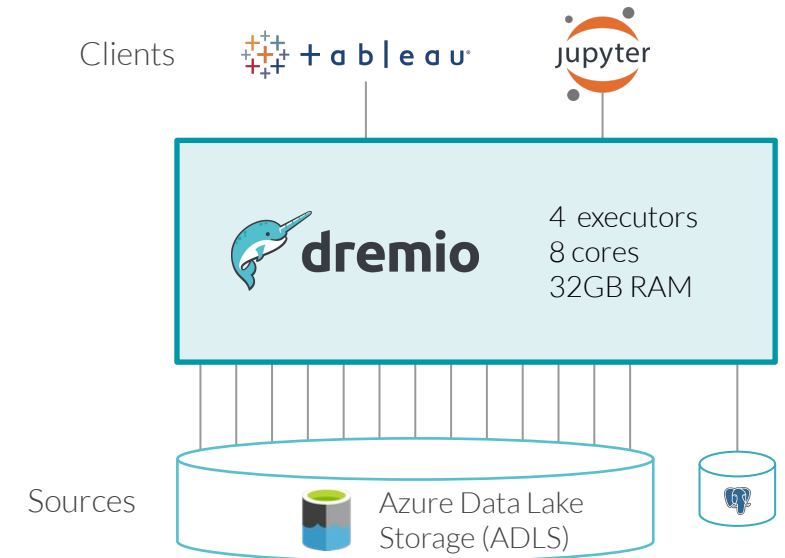 Clients
+ a b l e a u
jupyter
dremio
4 executors
8 cores
32GB RAM
Sources
Azure Data Lake
Storage (ADLS)